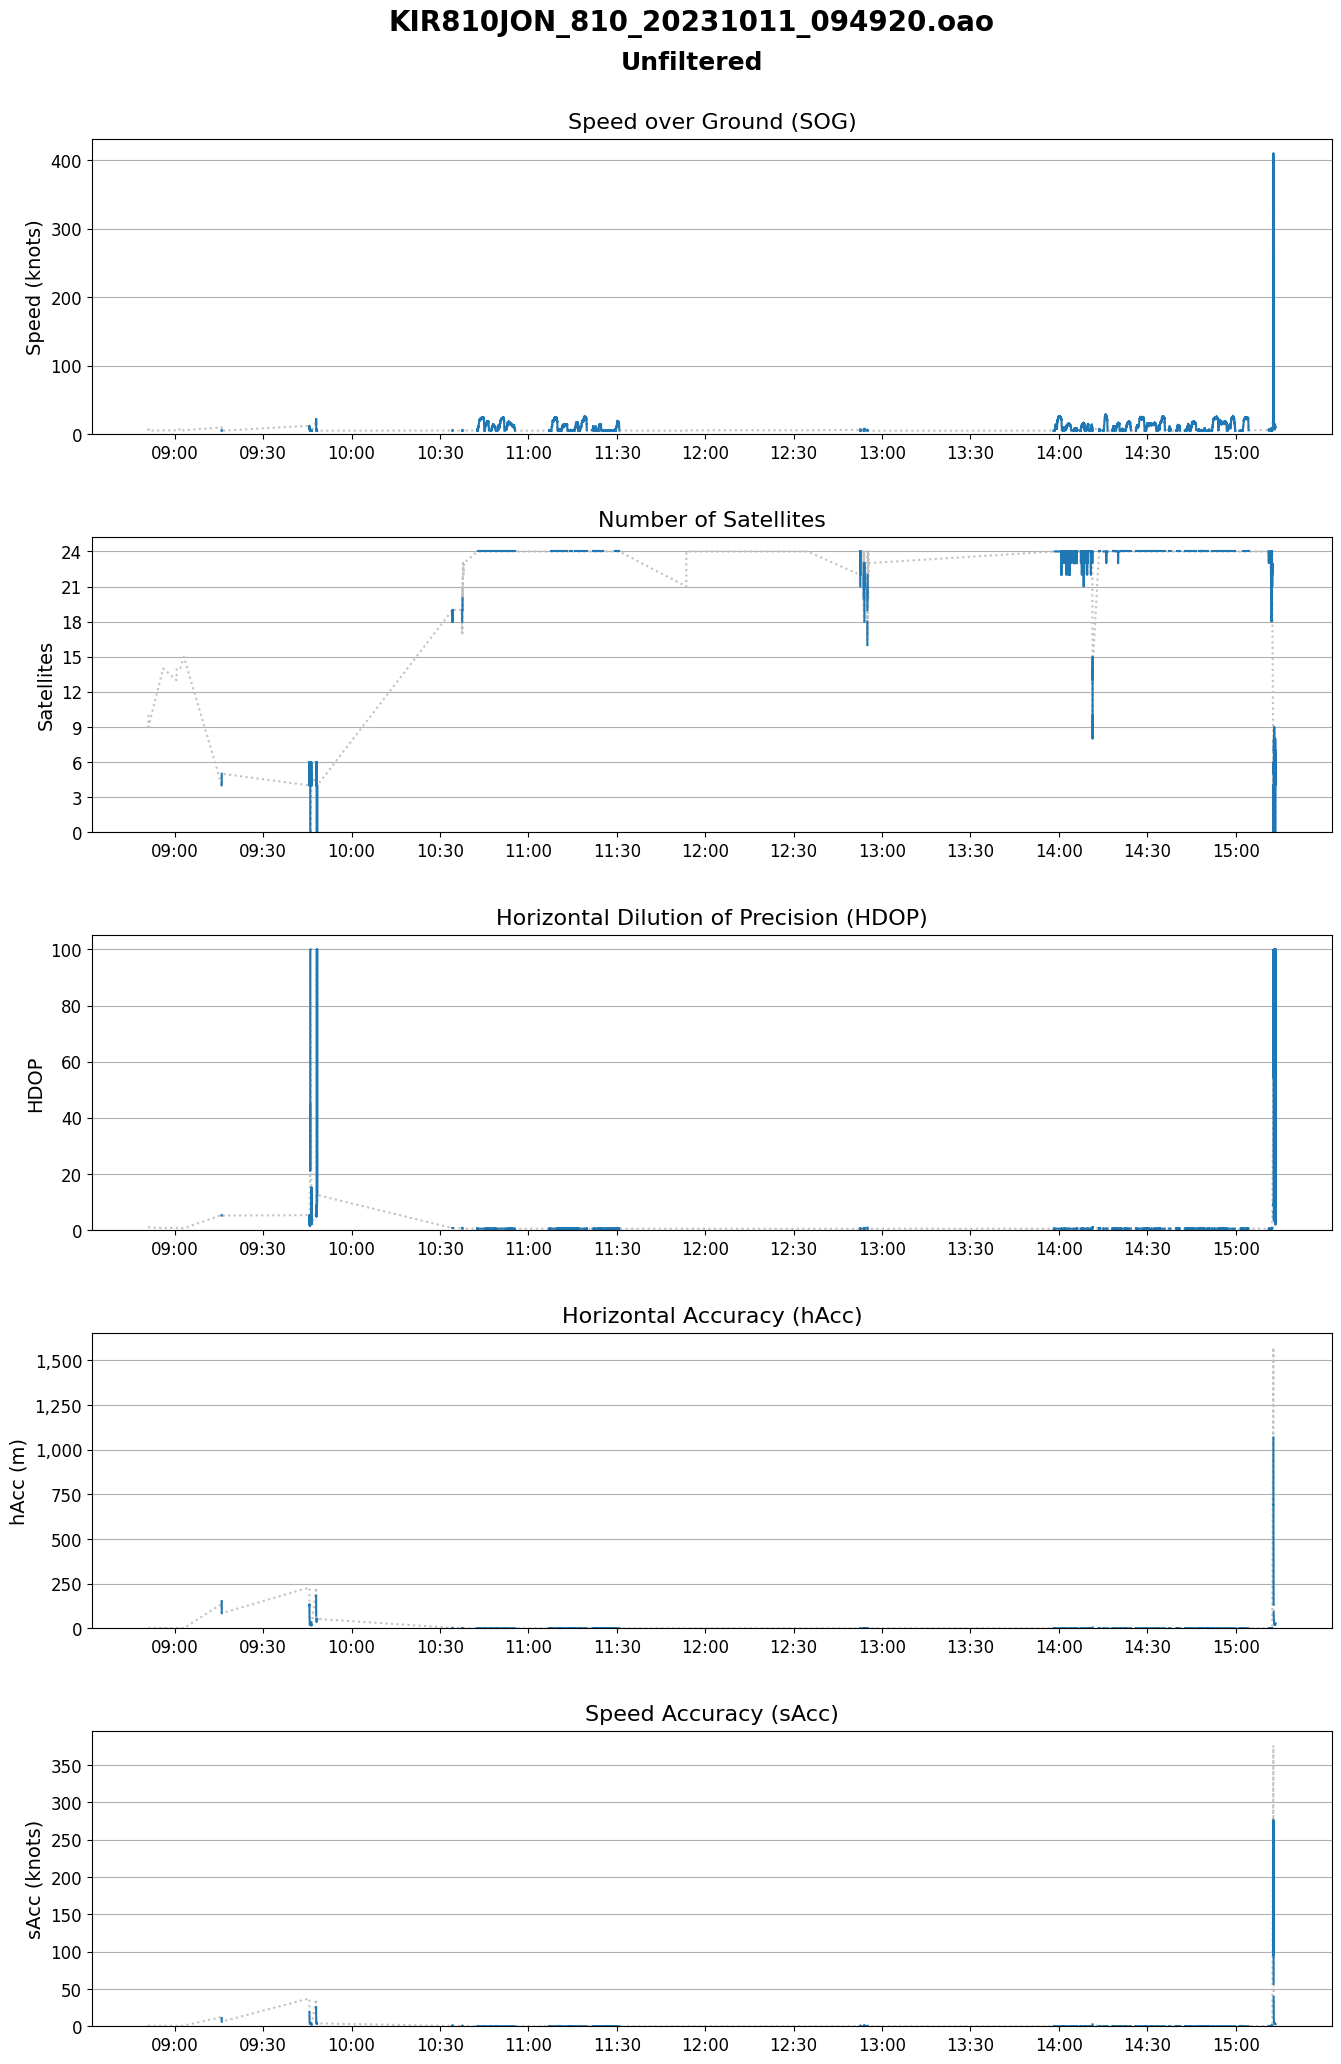 KIR810JON_810_20231011_094920.oao
Unfiltered
Speed over Ground (SOG)
Speed (knots)
400
300
200
100
0
09:00 09:30 10:00 10:30 11:00 11:30 12:00 12:30 13:00 13:30 14:00 14:30 15:00
Number of Satellites
Satellites
24
21
18
15
12
9
6
3
0
09:00 09:30 10:00 10:30 11:00 11:30 12:00 12:30 13:00 13:30 14:00 14:30 15:00
Horizontal Dilution of Precision (HDOP)
HDOP
100
80
60
40
20
0
09:00 09:30 10:00 10:30 11:00 11:30 12:00 12:30 13:00 13:30 14:00 14:30 15:00
Horizontal Accuracy (hAcc)
hAcc (m)
1,500
1,250
1,000
750
500
250
0
09:00 09:30 10:00 10:30 11:00 11:30 12:00 12:30 13:00 13:30 14:00 14:30 15:00
Speed Accuracy (sAcc)
sAcc (knots)
350
300
250
200
150
100
50
0
09:00 09:30 10:00 10:30 11:00 11:30 12:00 12:30 13:00 13:30 14:00 14:30 15:00